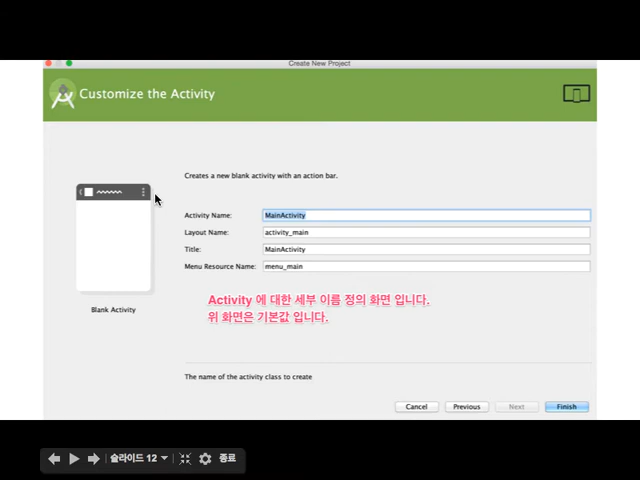 Create New Project
Customize the Activity
Creates a new blank activity with an action bar.
Activity Name: MainActivity
Layout Name: activity_main
Title: MainActivity
Menu Resource Name: menu_main
Activity 에 대한 세부 이름 정의 화면 입니다.
위 화면은 기본값 입니다.
Blank Activity
The name of the activity class to create
Cancel Previous Next Finish
슬라이드 12 종료